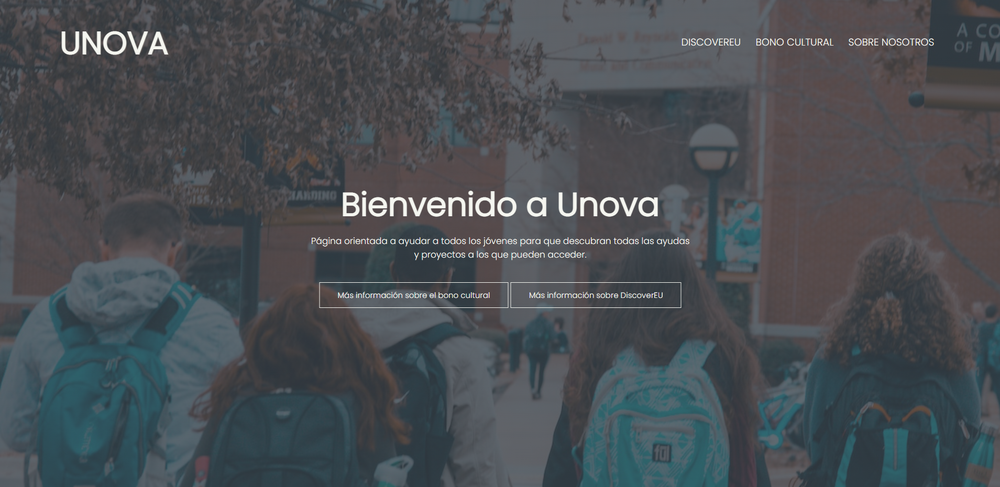 UNOVA
DISCOVEREU
BONO CULTURAL
SOBRE NOSOTROS
A CO
OF M
HARDING
Bienvenido a Unova
Página orientada a ayudar a todos los jóvenes para que descubran todas las ayudas
y proyectos a los que pueden acceder.
Más información sobre el bono cultural
Más información sobre DiscoverEU
ful